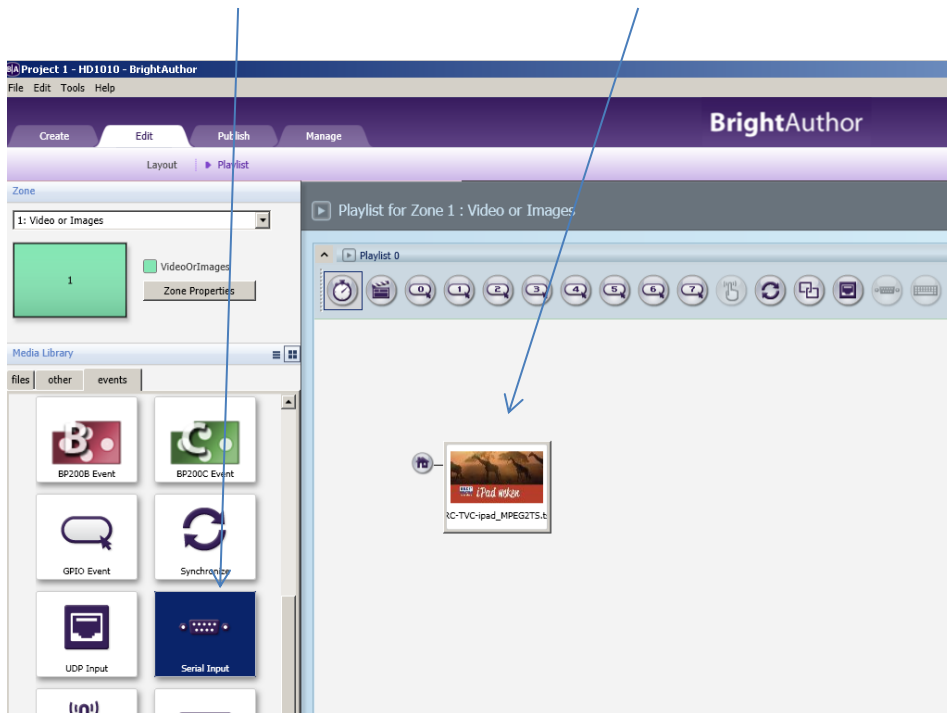 Project 1 - HD1010 - BrightAuthor
File Edit Tools Help
BrightAuthor
Create Edit Publish Manage
Layout Playlist
Zone
1: Video or Images
1
VideoOrImages
Zone Properties
Playlist for Zone 1 : Video or Images
Playlist 0
0 1 2 3 4 5 6 7
Media Library
files other events
BP200B Event
BP200C Event
GPIO Event
Synchronize
UDP Input
Serial Input
iPad weken
RC-TVC-ipad_MPEG2TS.t